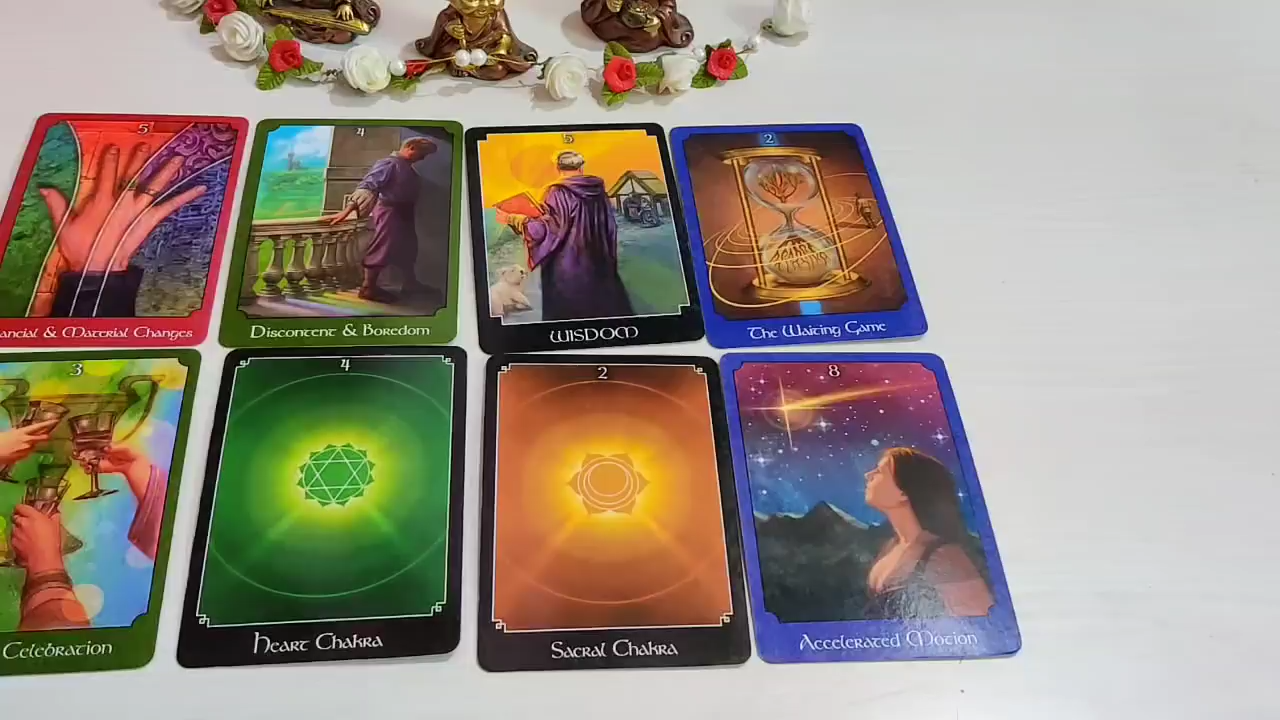 5
4
5
2
ancial & Material Changes
Discontent & Boredom
WISDOM
The Waiting Game
3
4
2
8
Celebration
Heart Chakra
Sacral Chakra
Accelerated Motion